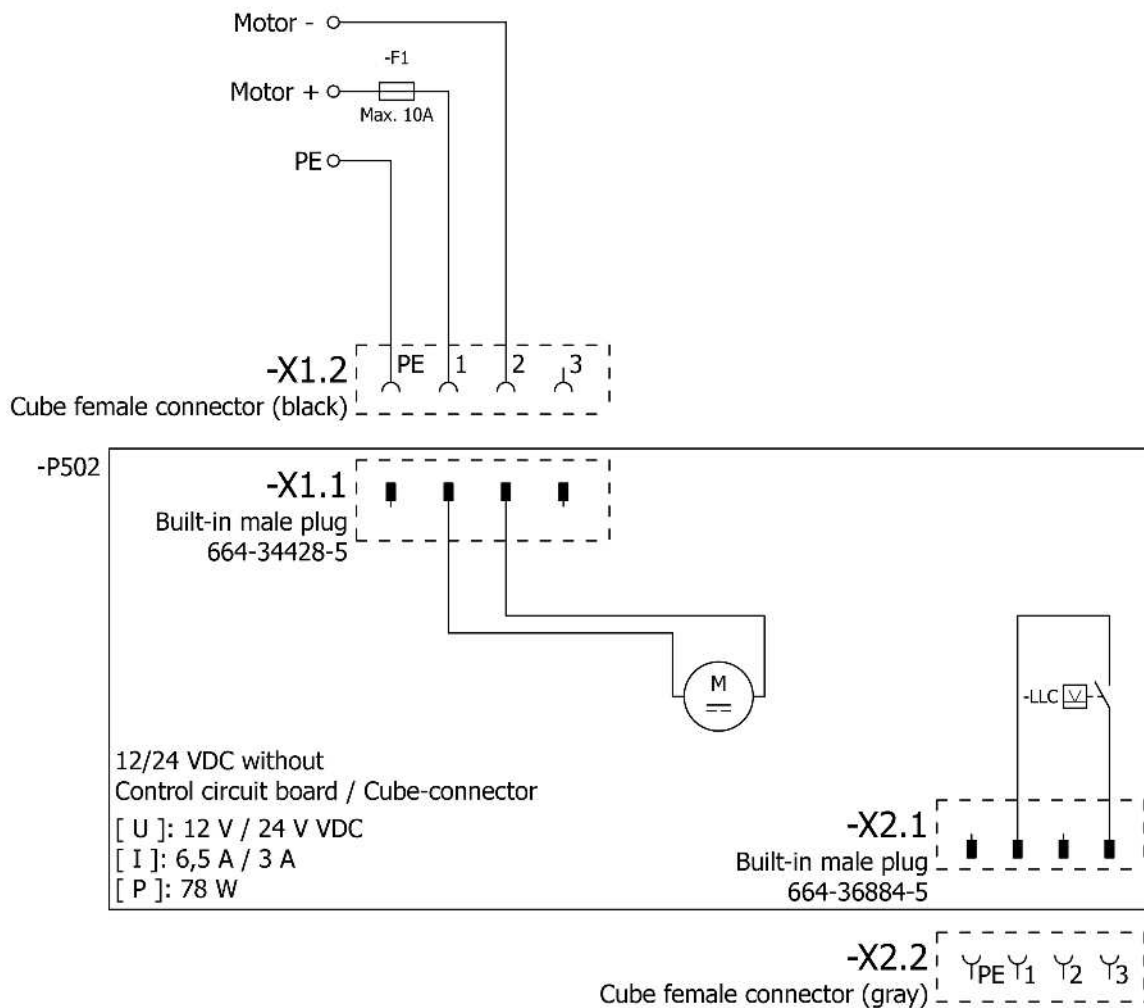 Motor -
-F1
Motor +
Max. 10A
PE
-X1.2
PE 1 2 3
Cube female connector (black)
-P502
-X1.1
Built-in male plug
664-34428-5
M
-LLC
12/24 VDC without
Control circuit board / Cube-connector
[ U ]: 12 V / 24 V VDC
[ I ]: 6,5 A / 3 A
[ P ]: 78 W
-X2.1
Built-in male plug
664-36884-5
-X2.2
PE 1 2 3
Cube female connector (gray)